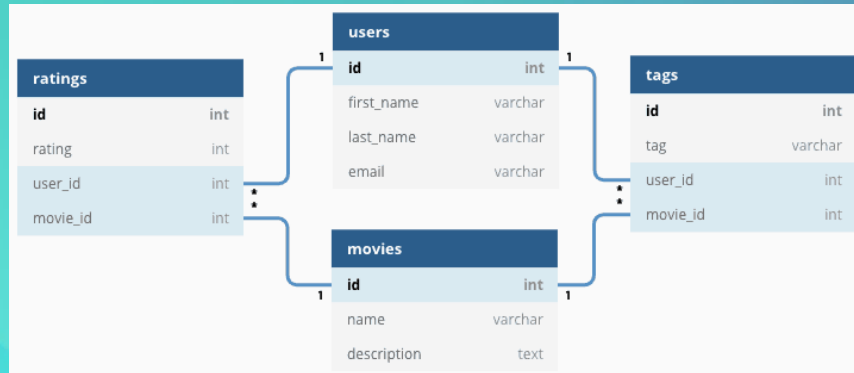 ratings
id int
rating int
user_id int
movie_id int
users
1 id int 1
first_name varchar
last_name varchar
email varchar
tags
id int
tag varchar
user_id int
movie_id int
*
*
*
*
movies
1 id int 1
name varchar
description text